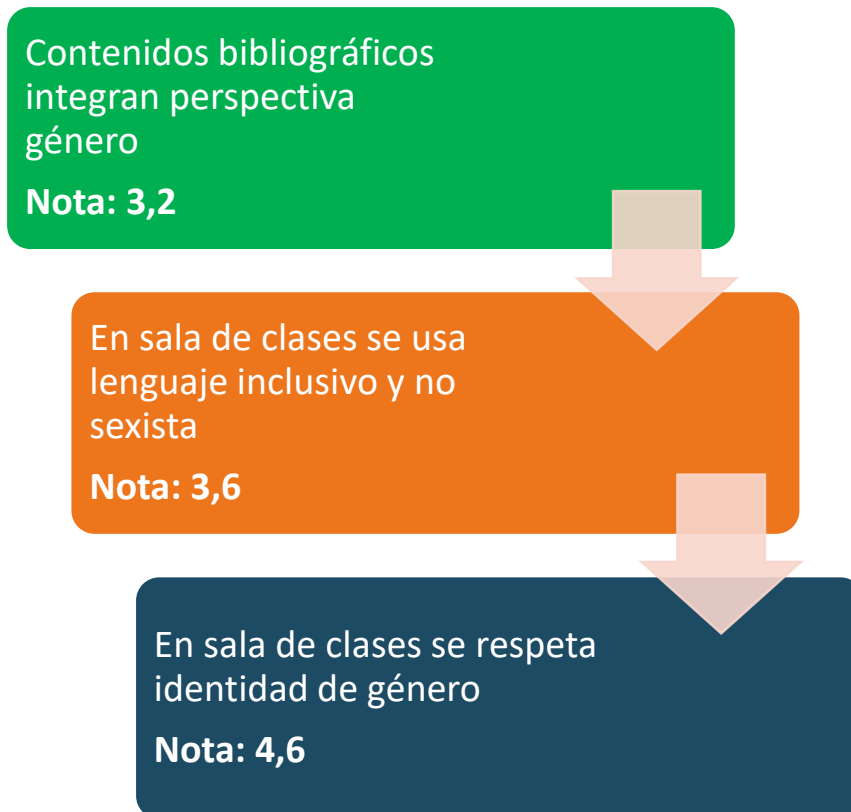 Contenidos bibliográficos
integran perspectiva
género
Nota: 3,2
En sala de clases se usa
lenguaje inclusivo y no
sexista
Nota: 3,6
En sala de clases se respeta
identidad de género
Nota: 4,6